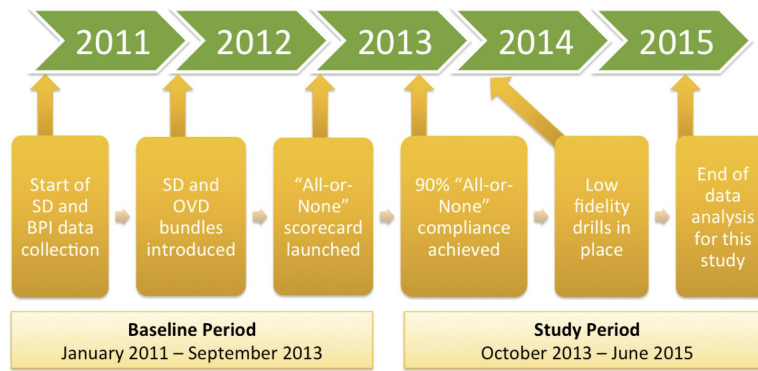 2011 2012 2013 2014 2015
Start of
SD and
BPI data
collection
SD and
OVD
bundles
introduced
“All-or-
None”
scorecard
launched
90% “All-or-
None”
compliance
achieved
Low
fidelity
drills in
place
End of
data
analysis
for this
study
Baseline Period
January 2011 – September 2013
Study Period
October 2013 – June 2015